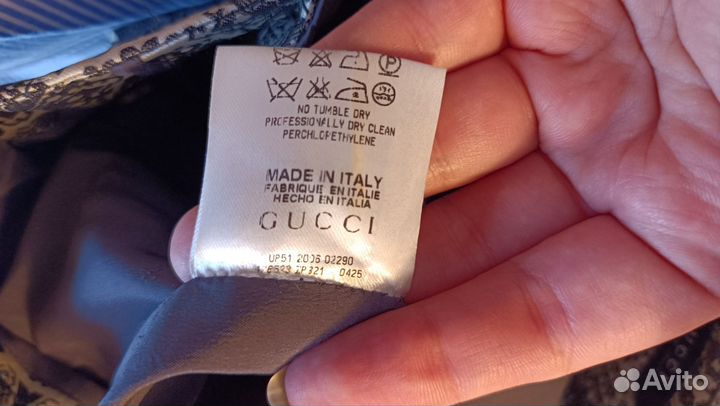 NO TUMBLE DRY
PROFESSIONALLY DRY CLEAN
PERCHLOPETHYLENE
MADE IN ITALY
FABRIQUE EN ITALIE
HECHO EN ITALIA
GUCCI
UP51 2006 02290
0425
Avito